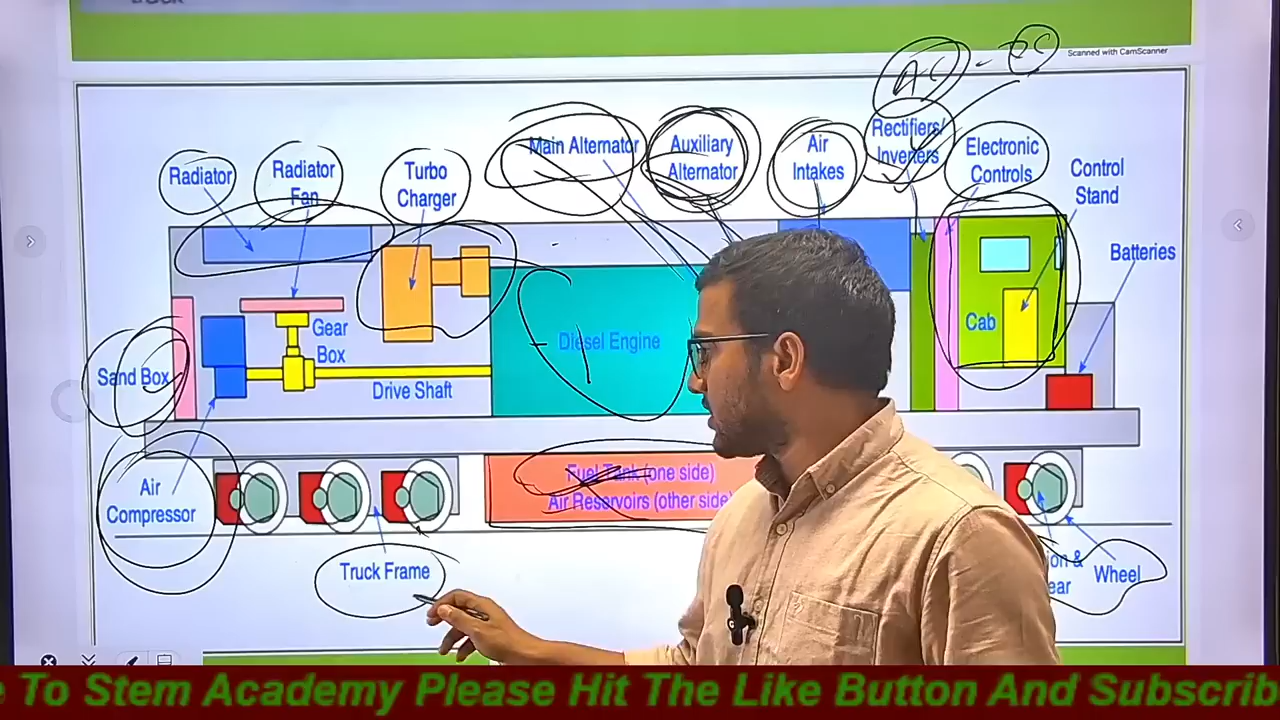 Scanned with CamScanner
AC - DC
Radiator
Radiator
Fan
Turbo
Charger
Main Alternator
Auxiliary
Alternator
Air
Intakes
Rectifiers/
Inverters
Electronic
Controls
Control
Stand
Batteries
Sand Box
Gear
Box
Drive Shaft
Diesel Engine
Cab
Air
Compressor
Fuel Tank (one side)
Air Reservoirs (other side)
Truck Frame
Wheel
To Stem Academy Please Hit The Like Button And